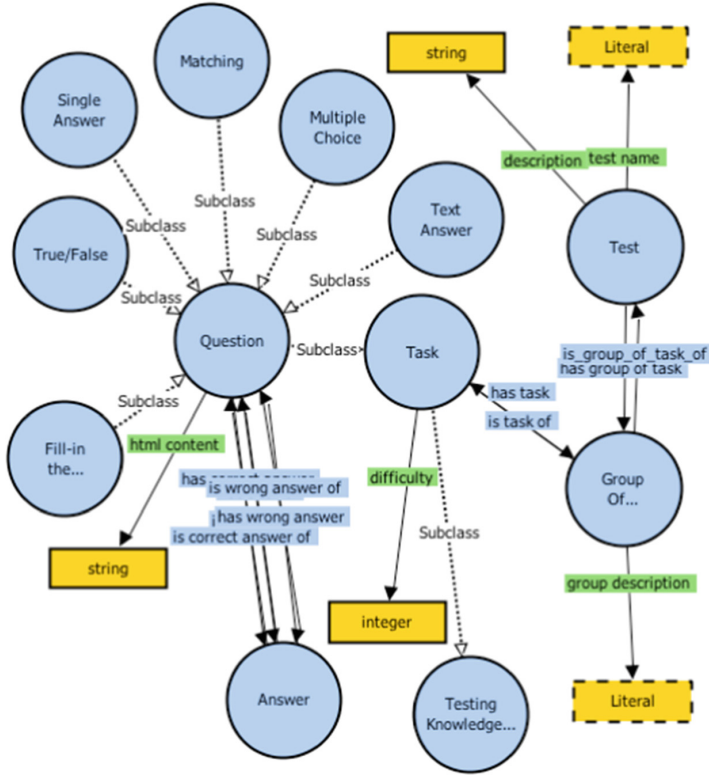 Matching
string
Literal
Single
Answer
Multiple
Choice
description
test name
Subclass
Text
Answer
Subclass
Subclass
True/False
Test
Subclass
Subclass
Question
Subclass
Task
is_group_of_task_of
has group of task
has task
Subclass
is task of
html content
Fill-in
the...
has correct answer
is wrong answer of
difficulty
Group
Of...
has wrong answer
is correct answer of
Subclass
string
group description
integer
Answer
Testing
Knowledge...
Literal